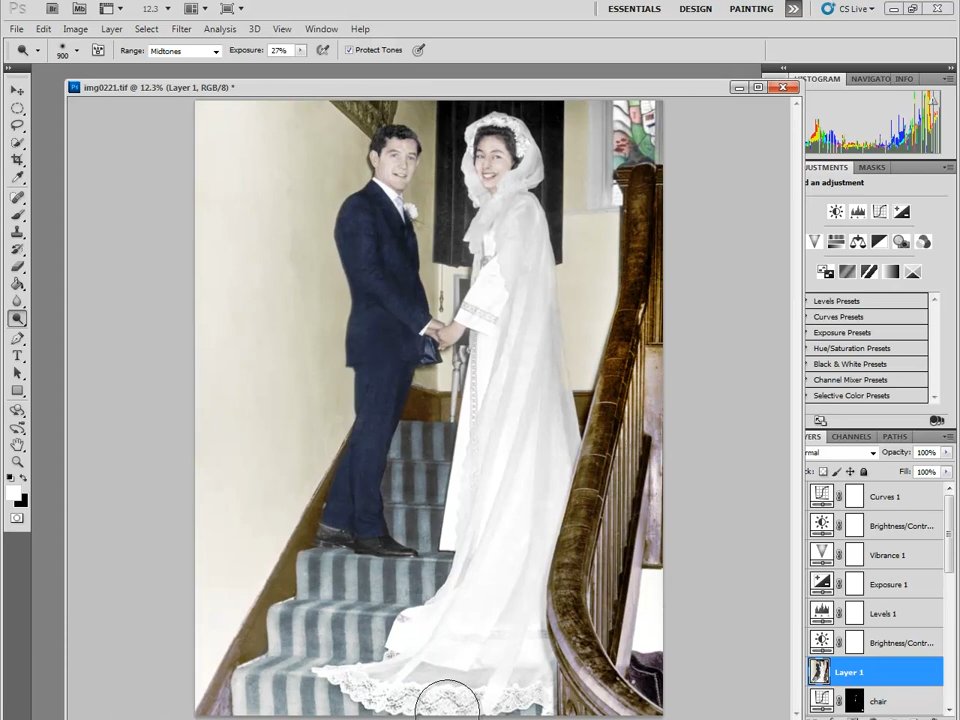 Ps Br Mb 12.3 ESSENTIALS DESIGN PAINTING CS Live
File Edit Image Layer Select Filter Analysis 3D View Window Help
900 Range: Midtones Exposure: 27% Protect Tones
Ps img0221.tif @ 12.3% (Layer 1, RGB/8) *
HISTOGRAM NAVIGATO INFO
USTMENTS MASKS
d an adjustment
Levels Presets
Curves Presets
Exposure Presets
Hue/Saturation Presets
Black & White Presets
Channel Mixer Presets
Selective Color Presets
YERS CHANNELS PATHS
rmal Opacity: 100%
ck: Fill: 100%
Curves 1
Brightness/Contr...
Vibrance 1
Exposure 1
Levels 1
Brightness/Contr...
Layer 1
chair